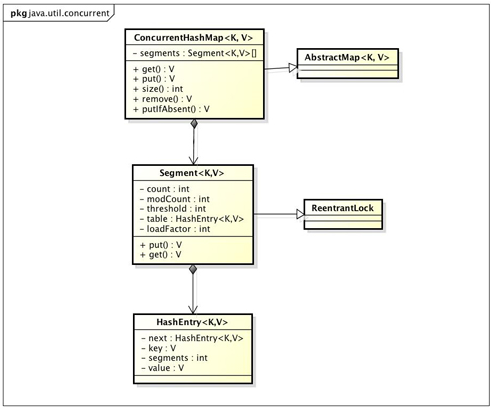 pkg java.util.concurrent
ConcurrentHashMap<K, V>
- segments : Segment<K,V>[]
+ get() : V
+ put() : V
+ size() : int
+ remove() : V
+ putIfAbsent() : V
AbstractMap<K, V>
Segment<K,V>
- count : int
- modCount : int
- threshold : int
- table : HashEntry<K,V>
- loadFactor : int
+ put() : V
+ get() : V
ReentrantLock
HashEntry<K,V>
- next : HashEntry<K,V>
- key : V
- segments : int
- value : V